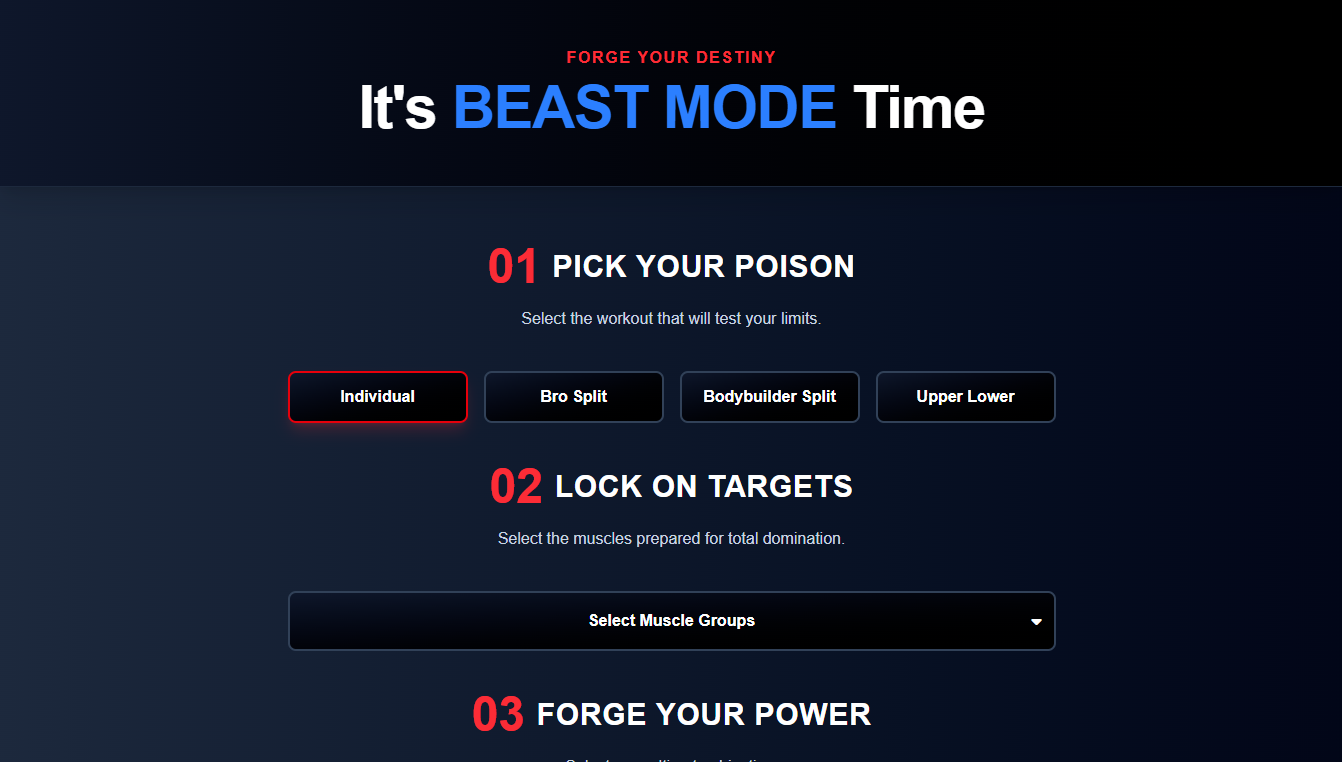 FORGE YOUR DESTINY
It's BEAST MODE Time
01 PICK YOUR POISON
Select the workout that will test your limits.
Individual
Bro Split
Bodybuilder Split
Upper Lower
02 LOCK ON TARGETS
Select the muscles prepared for total domination.
Select Muscle Groups
03 FORGE YOUR POWER